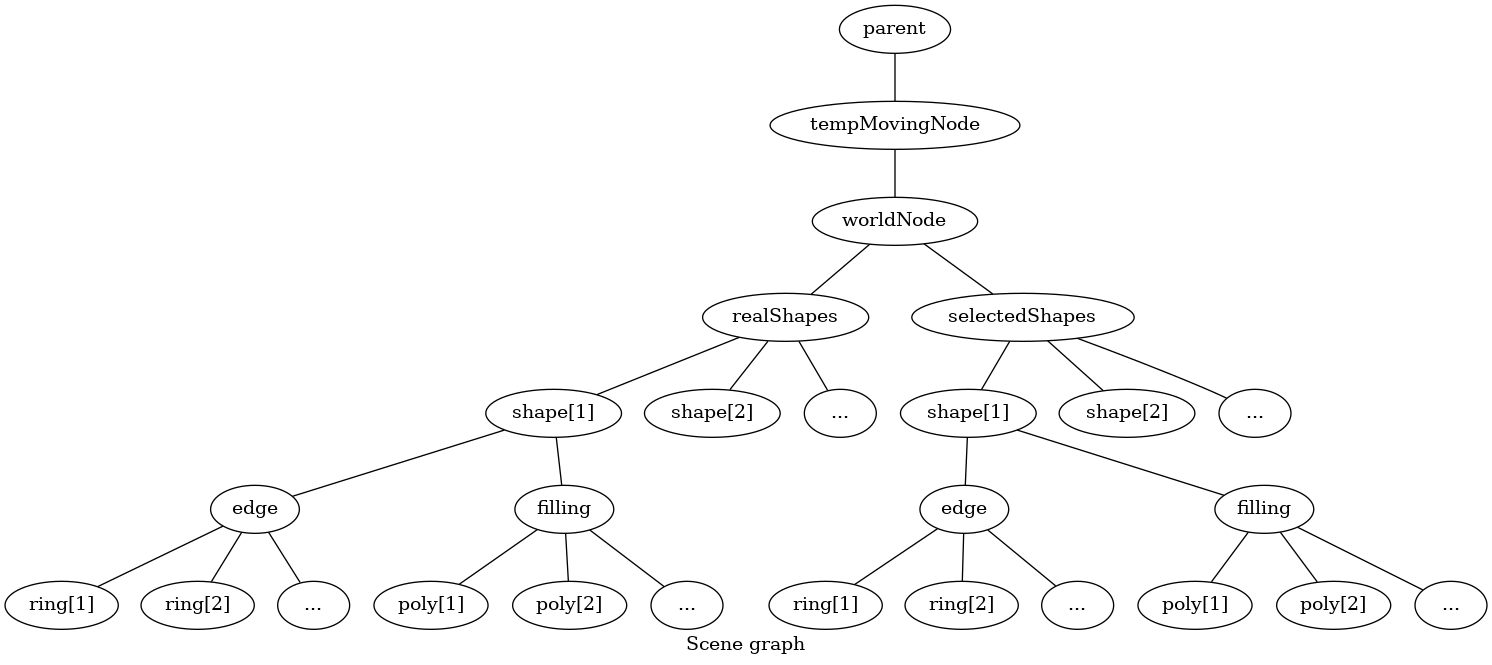 parent
tempMovingNode
worldNode
realShapes selectedShapes
shape[1] shape[2] ... shape[1] shape[2] ...
edge filling edge filling
ring[1] ring[2] ... poly[1] poly[2] ... ring[1] ring[2] ... poly[1] poly[2] ...
Scene graph